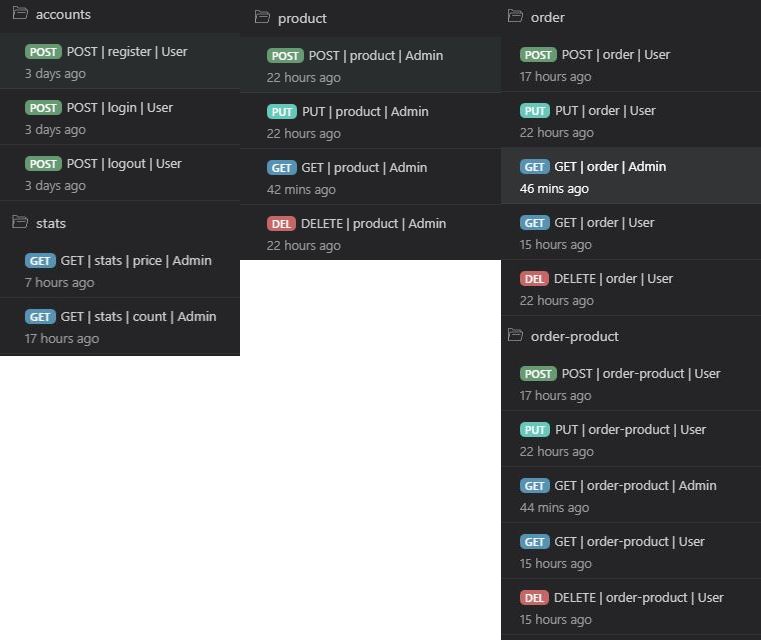 accounts
POST POST | register | User
3 days ago
POST POST | login | User
3 days ago
POST POST | logout | User
3 days ago
stats
GET GET | stats | price | Admin
7 hours ago
GET GET | stats | count | Admin
17 hours ago
product
POST POST | product | Admin
22 hours ago
PUT PUT | product | Admin
22 hours ago
GET GET | product | Admin
42 mins ago
DEL DELETE | product | Admin
22 hours ago
order
POST POST | order | User
17 hours ago
PUT PUT | order | User
22 hours ago
GET GET | order | Admin
46 mins ago
GET GET | order | User
15 hours ago
DEL DELETE | order | User
22 hours ago
order-product
POST POST | order-product | User
17 hours ago
PUT PUT | order-product | User
22 hours ago
GET GET | order-product | Admin
44 mins ago
GET GET | order-product | User
15 hours ago
DEL DELETE | order-product | User
15 hours ago